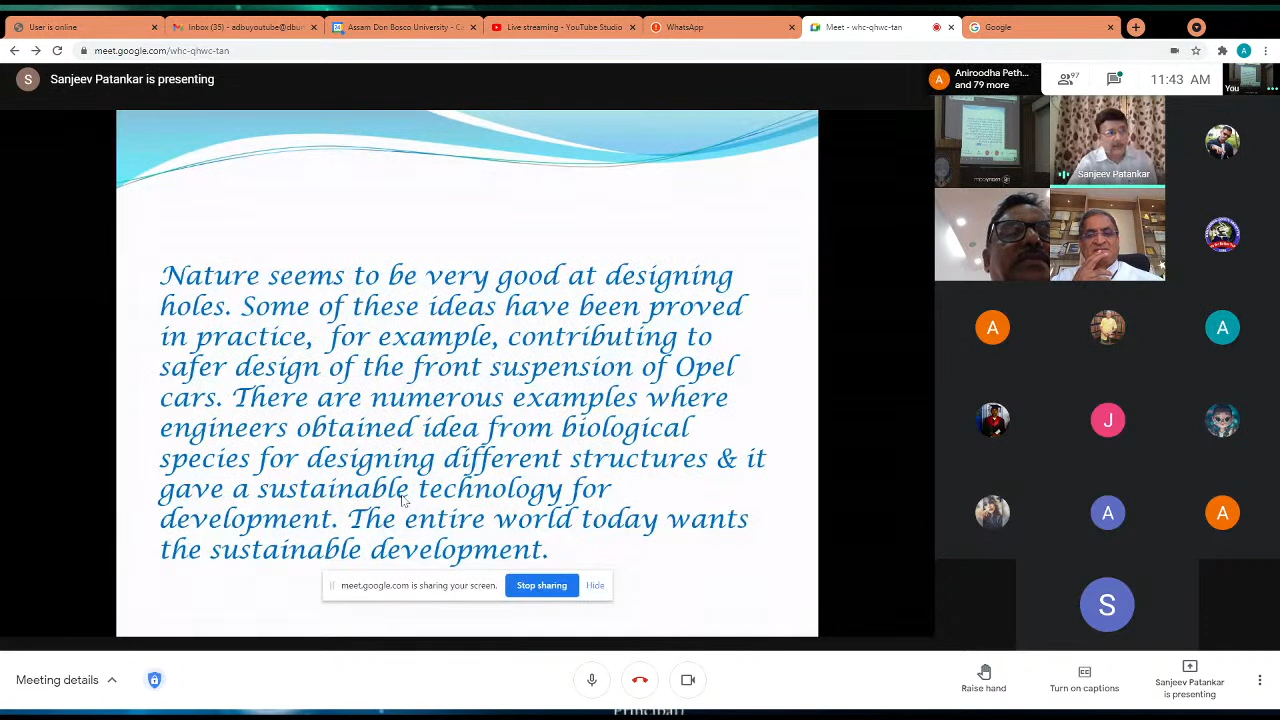 User is online
Inbox (35) - adbuyoutube@dbun
Assam Don Bosco University - Ca
Live streaming - YouTube Studio
WhatsApp
Meet - whc-qhwc-tan
Google
meet.google.com/whc-qhwc-tan
A
S
Sanjeev Patankar is presenting
A
Aniroodha Peth...
and 79 more
97
11:43 AM
You
Sanjeev Patankar
Nature seems to be very good at designing
holes. Some of these ideas have been proved
in practice, for example, contributing to
safer design of the front suspension of Opel
cars. There are numerous examples where
engineers obtained idea from biological
species for designing different structures & it
gave a sustainable technology for
development. The entire world today wants
the sustainable development.
meet.google.com is sharing your screen.
Stop sharing
Hide
A
A
J
A
A
S
Meeting details
Raise hand
Turn on captions
Sanjeev Patankar
is presenting